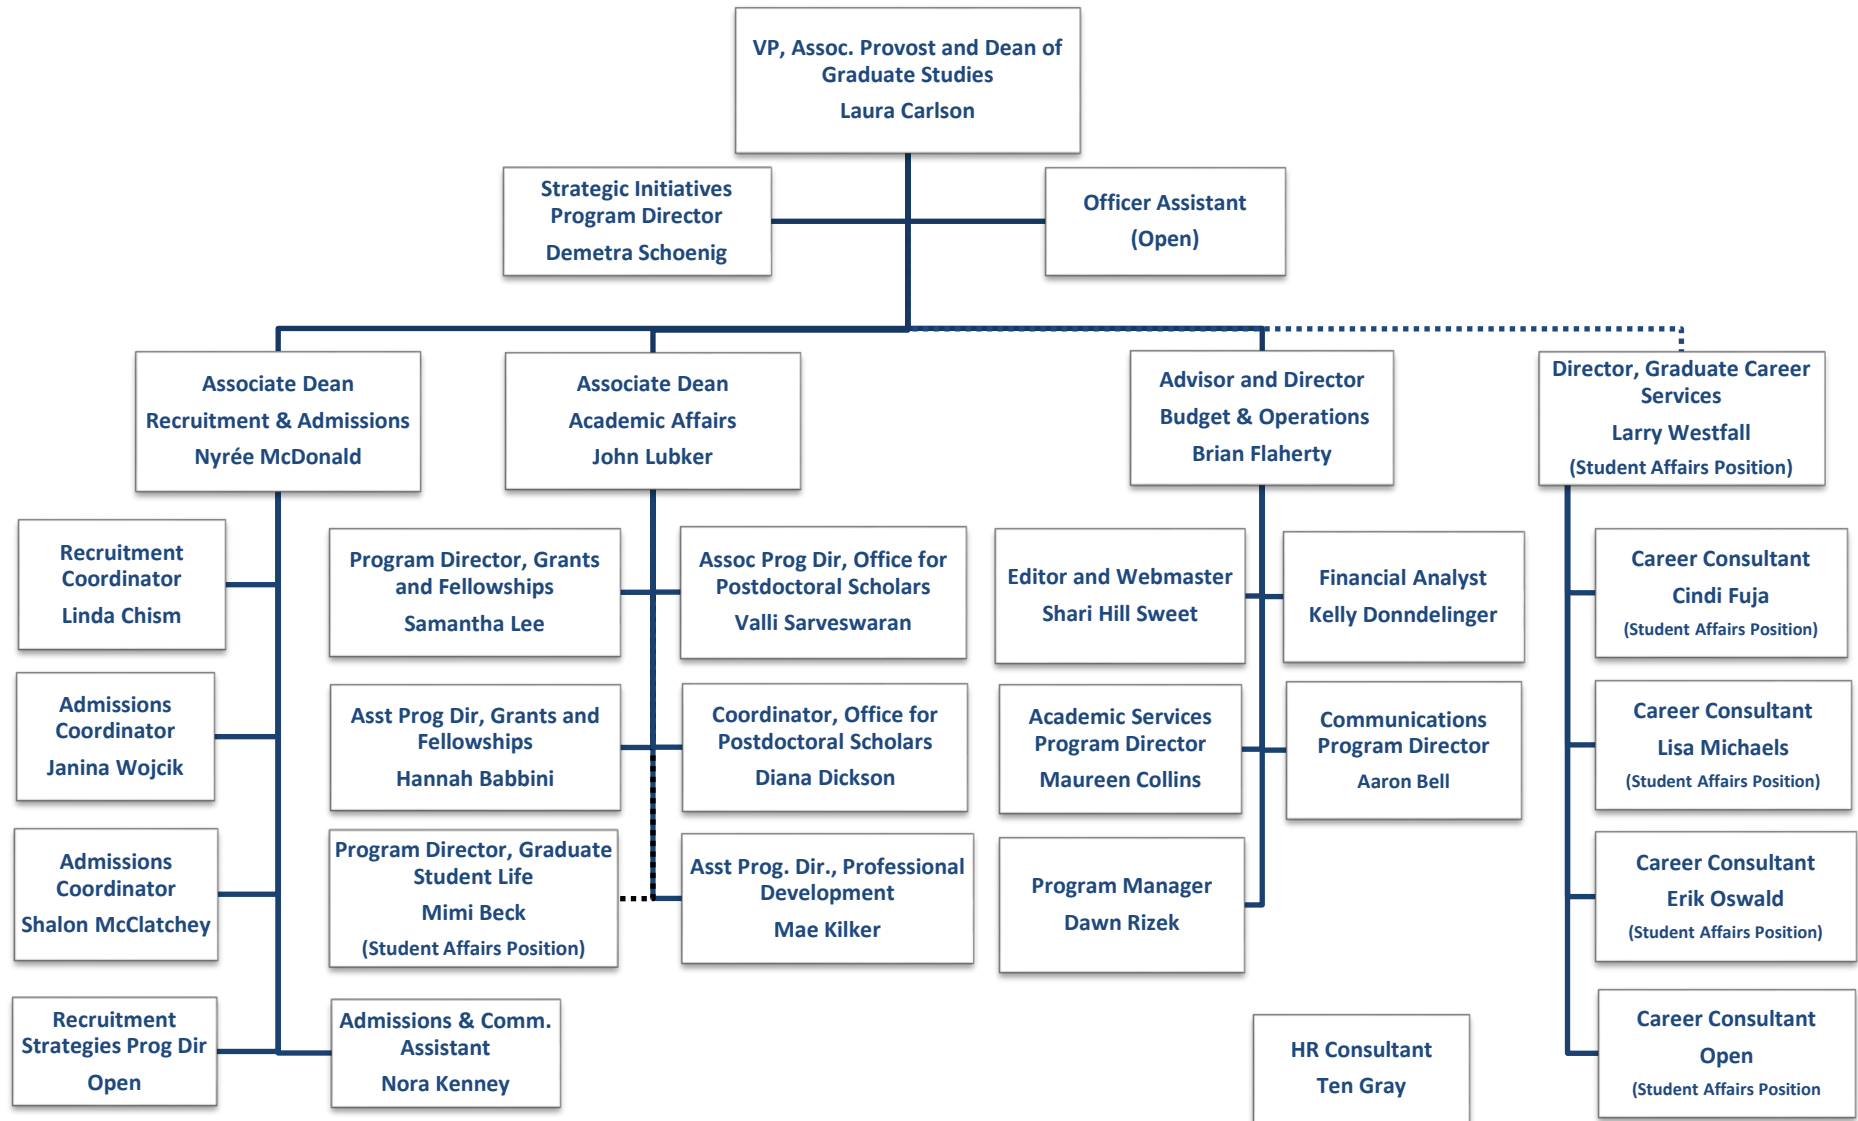 VP, Assoc. Provost and Dean of
Graduate Studies
Laura Carlson
Strategic Initiatives
Program Director
Demetra Schoenig
Officer Assistant
(Open)
Associate Dean
Recruitment & Admissions
Nyrée McDonald
Associate Dean
Academic Affairs
John Lubker
Advisor and Director
Budget & Operations
Brian Flaherty
Director, Graduate Career
Services
Larry Westfall
(Student Affairs Position)
Recruitment
Coordinator
Linda Chism
Program Director, Grants
and Fellowships
Samantha Lee
Assoc Prog Dir, Office for
Postdoctoral Scholars
Valli Sarveswaran
Editor and Webmaster
Shari Hill Sweet
Financial Analyst
Kelly Donndelinger
Career Consultant
Cindi Fuja
(Student Affairs Position)
Admissions
Coordinator
Janina Wojcik
Asst Prog Dir, Grants and
Fellowships
Hannah Babbini
Coordinator, Office for
Postdoctoral Scholars
Diana Dickson
Academic Services
Program Director
Maureen Collins
Communications
Program Director
Aaron Bell
Career Consultant
Lisa Michaels
(Student Affairs Position)
Admissions
Coordinator
Shalon McClatchey
Program Director, Graduate
Student Life
Mimi Beck
(Student Affairs Position)
Asst Prog. Dir., Professional
Development
Mae Kilker
Program Manager
Dawn Rizek
Career Consultant
Erik Oswald
(Student Affairs Position)
Recruitment
Strategies Prog Dir
Open
Admissions & Comm.
Assistant
Nora Kenney
HR Consultant
Ten Gray
Career Consultant
Open
(Student Affairs Position